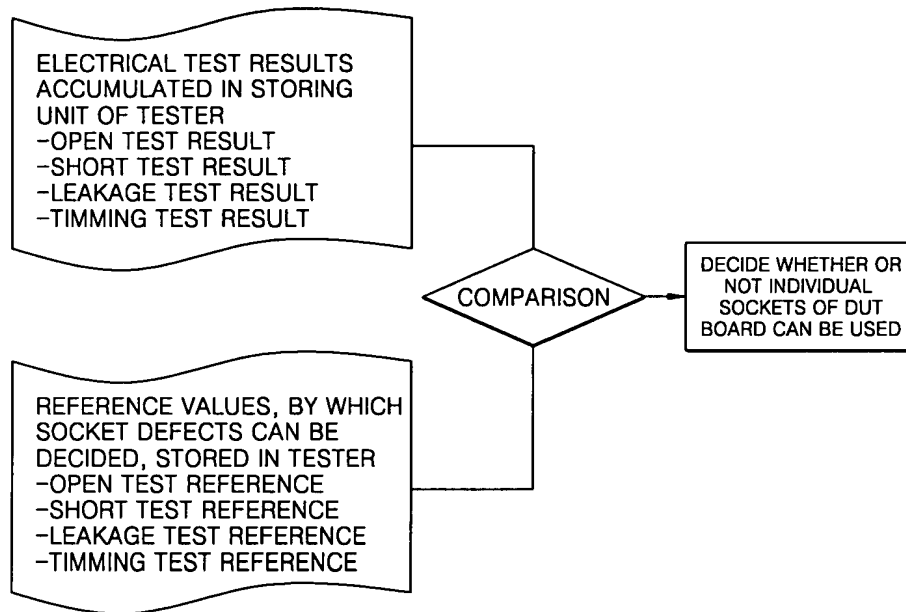 ELECTRICAL TEST RESULTS
ACCUMULATED IN STORING
UNIT OF TESTER
-OPEN TEST RESULT
-SHORT TEST RESULT
-LEAKAGE TEST RESULT
-TIMMING TEST RESULT
COMPARISON
DECIDE WHETHER OR
NOT INDIVIDUAL
SOCKETS OF DUT
BOARD CAN BE USED
REFERENCE VALUES, BY WHICH
SOCKET DEFECTS CAN BE
DECIDED, STORED IN TESTER
-OPEN TEST REFERENCE
-SHORT TEST REFERENCE
-LEAKAGE TEST REFERENCE
-TIMMING TEST REFERENCE